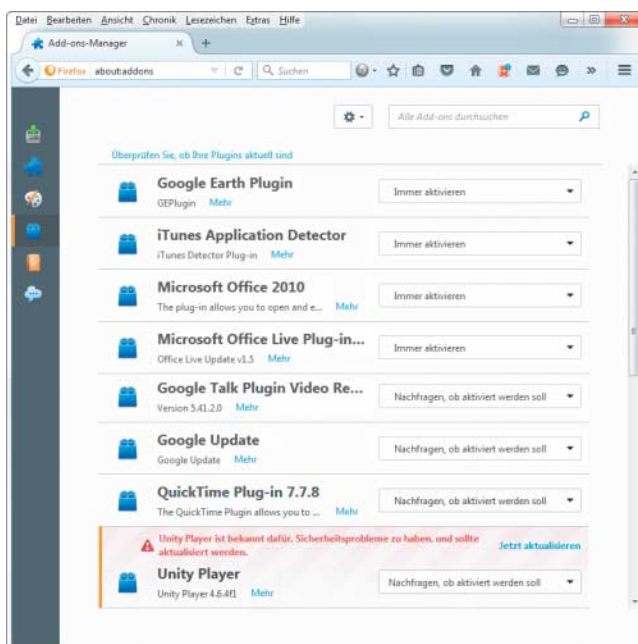 Datei Bearbeiten Ansicht Chronik Lesezeichen Extras Hilfe
Add-ons-Manager
Firefox about:addons
Suchen
Alle Add-ons durchsuchen
Überprüfen Sie, ob Ihre Plugins aktuell sind
Google Earth Plugin
GEPlugin Mehr
Immer aktivieren
iTunes Application Detector
iTunes Detector Plug-in Mehr
Immer aktivieren
Microsoft Office 2010
The plug-in allows you to open and e... Mehr
Immer aktivieren
Microsoft Office Live Plug-in...
Office Live Update v1.5 Mehr
Immer aktivieren
Google Talk Plugin Video Re...
Version 5.41.2.0 Mehr
Nachfragen, ob aktiviert werden soll
Google Update
Google Update Mehr
Nachfragen, ob aktiviert werden soll
QuickTime Plug-in 7.7.8
The QuickTime Plugin allows you to ... Mehr
Nachfragen, ob aktiviert werden soll
Unity Player ist bekannt dafür, Sicherheitsprobleme zu haben, und sollte
aktualisiert werden.
Jetzt aktualisieren
Unity Player
Unity Player 4.6.4f1 Mehr
Nachfragen, ob aktiviert werden soll